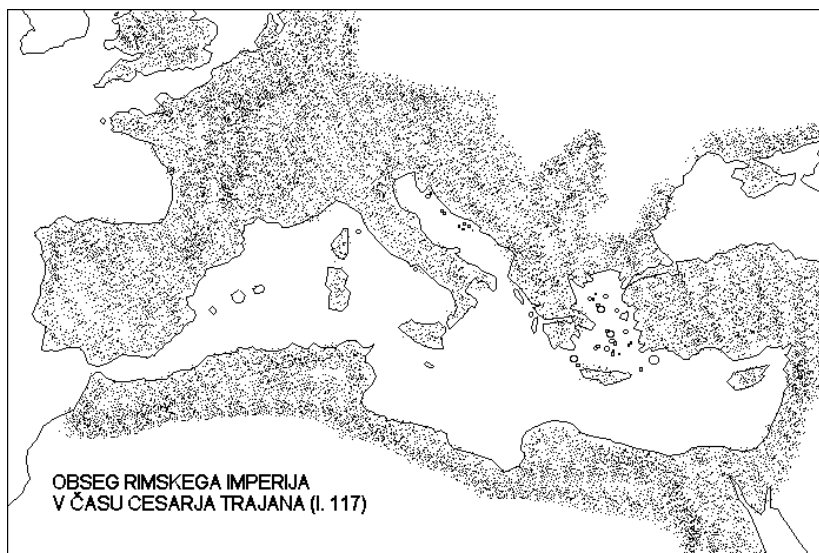 OBSEG RIMSKEGA IMPERIJA
V ČASU CESARJA TRAJANA (l. 117)